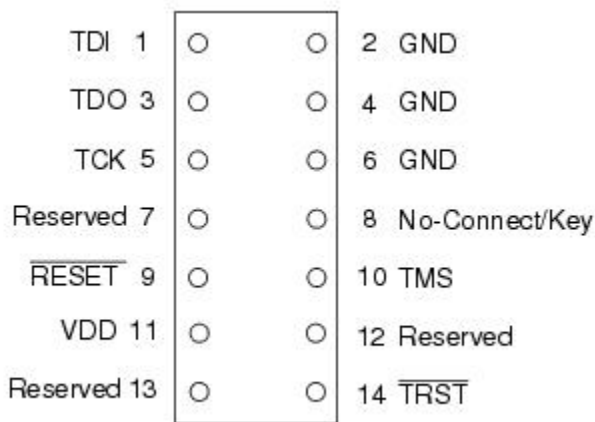 TDI 1 2 GND
TDO 3 4 GND
TCK 5 6 GND
Reserved 7 8 No-Connect/Key
RESET 9 10 TMS
VDD 11 12 Reserved
Reserved 13 14 TRST